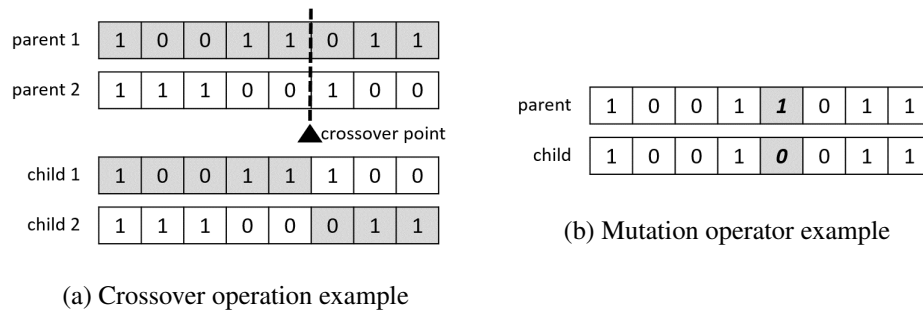 parent 1 1 0 0 1 1 0 1 1
parent 2 1 1 1 0 0 1 0 0
crossover point
child 1 1 0 0 1 1 1 0 0
child 2 1 1 1 0 0 0 1 1
(a) Crossover operation example
parent 1 0 0 1 1 0 1 1
child 1 0 0 1 0 0 1 1
(b) Mutation operator example